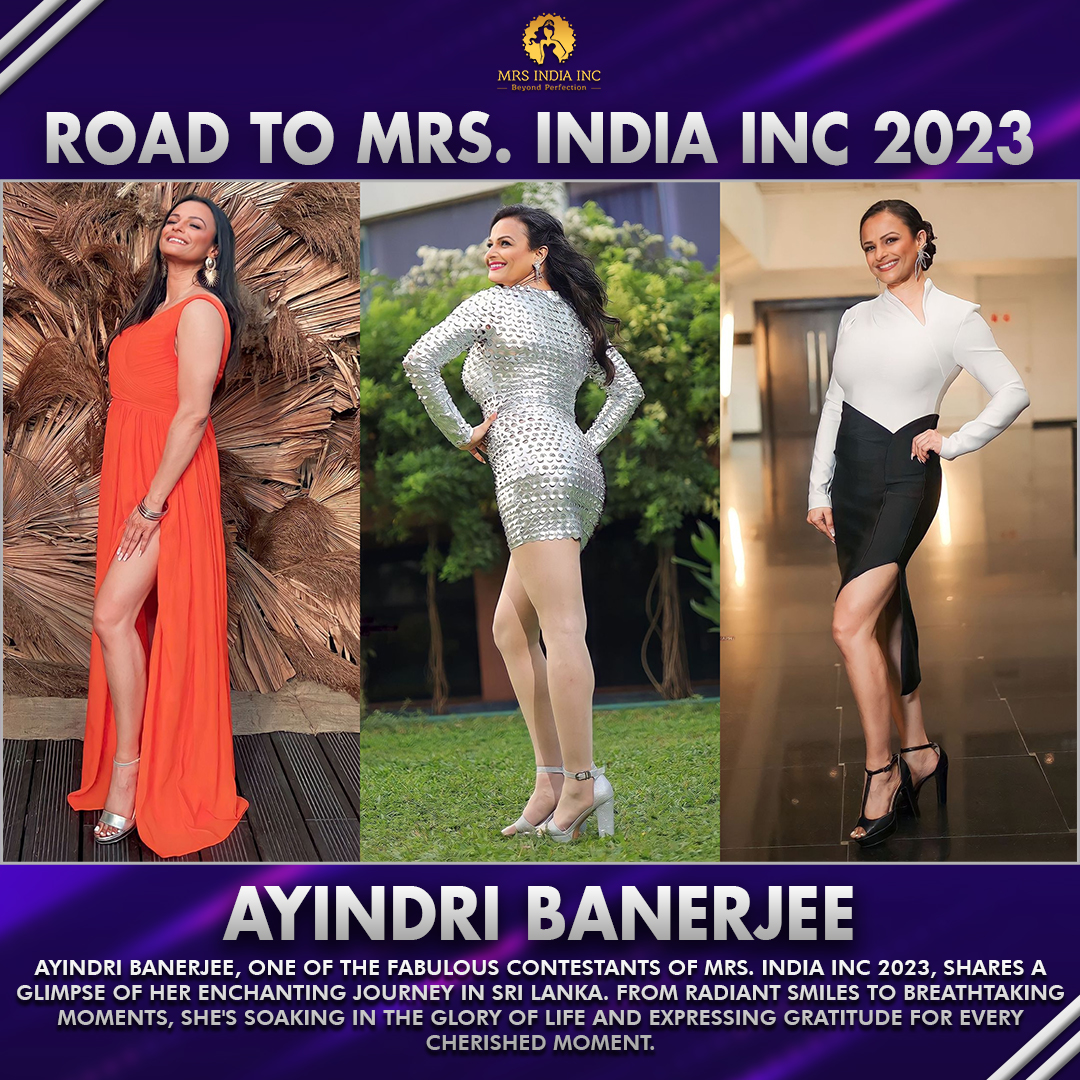 MRS INDIA INC
Beyond Perfection
ROAD TO MRS. INDIA INC 2023
AYINDRI BANERJEE
AYINDRI BANERJEE, ONE OF THE FABULOUS CONTESTANTS OF MRS. INDIA INC 2023, SHARES A
GLIMPSE OF HER ENCHANTING JOURNEY IN SRI LANKA. FROM RADIANT SMILES TO BREATHTAKING
MOMENTS, SHE'S SOAKING IN THE GLORY OF LIFE AND EXPRESSING GRATITUDE FOR EVERY
CHERISHED MOMENT.